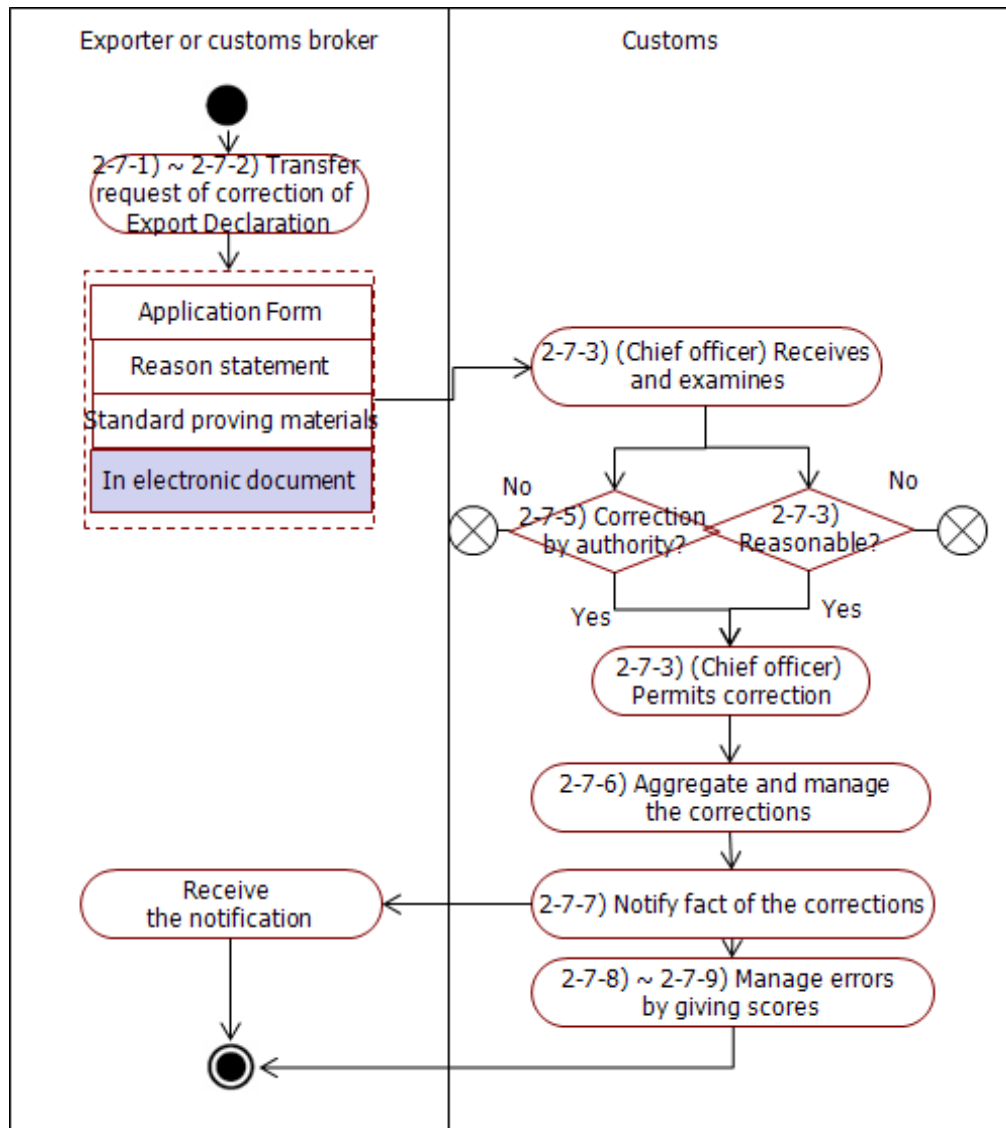 Exporter or customs broker
Customs
2-7-1) ~ 2-7-2) Transfer
request of correction of
Export Declaration
Application Form
Reason statement
Standard proving materials
In electronic document
2-7-3) (Chief officer) Receives
and examines
No
2-7-5) Correction
by authority?
2-7-3)
Reasonable?
No
Yes
Yes
2-7-3) (Chief officer)
Permits correction
2-7-6) Aggregate and manage
the corrections
2-7-7) Notify fact of the corrections
Receive
the notification
2-7-8) ~ 2-7-9) Manage errors
by giving scores